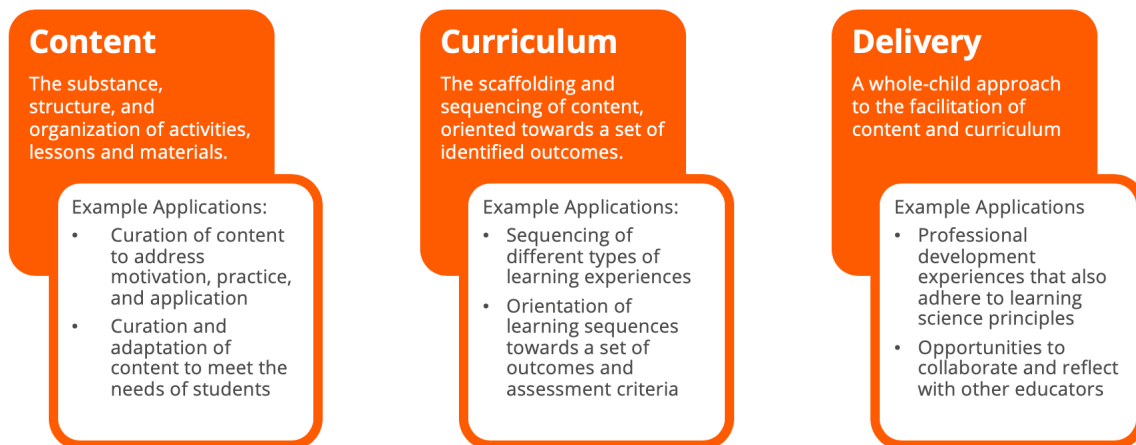 Content
The substance,
structure, and
organization of activities,
lessons and materials.
Example Applications:
• Curation of content
to address
motivation, practice,
and application
• Curation and
adaptation of
content to meet the
needs of students
Curriculum
The scaffolding and
sequencing of content,
oriented towards a set of
identified outcomes.
Example Applications:
• Sequencing of
different types of
learning experiences
• Orientation of
learning sequences
towards a set of
outcomes and
assessment criteria
Delivery
A whole-child approach
to the facilitation of
content and curriculum
Example Applications
• Professional
development
experiences that also
adhere to learning
science principles
• Opportunities to
collaborate and reflect
with other educators